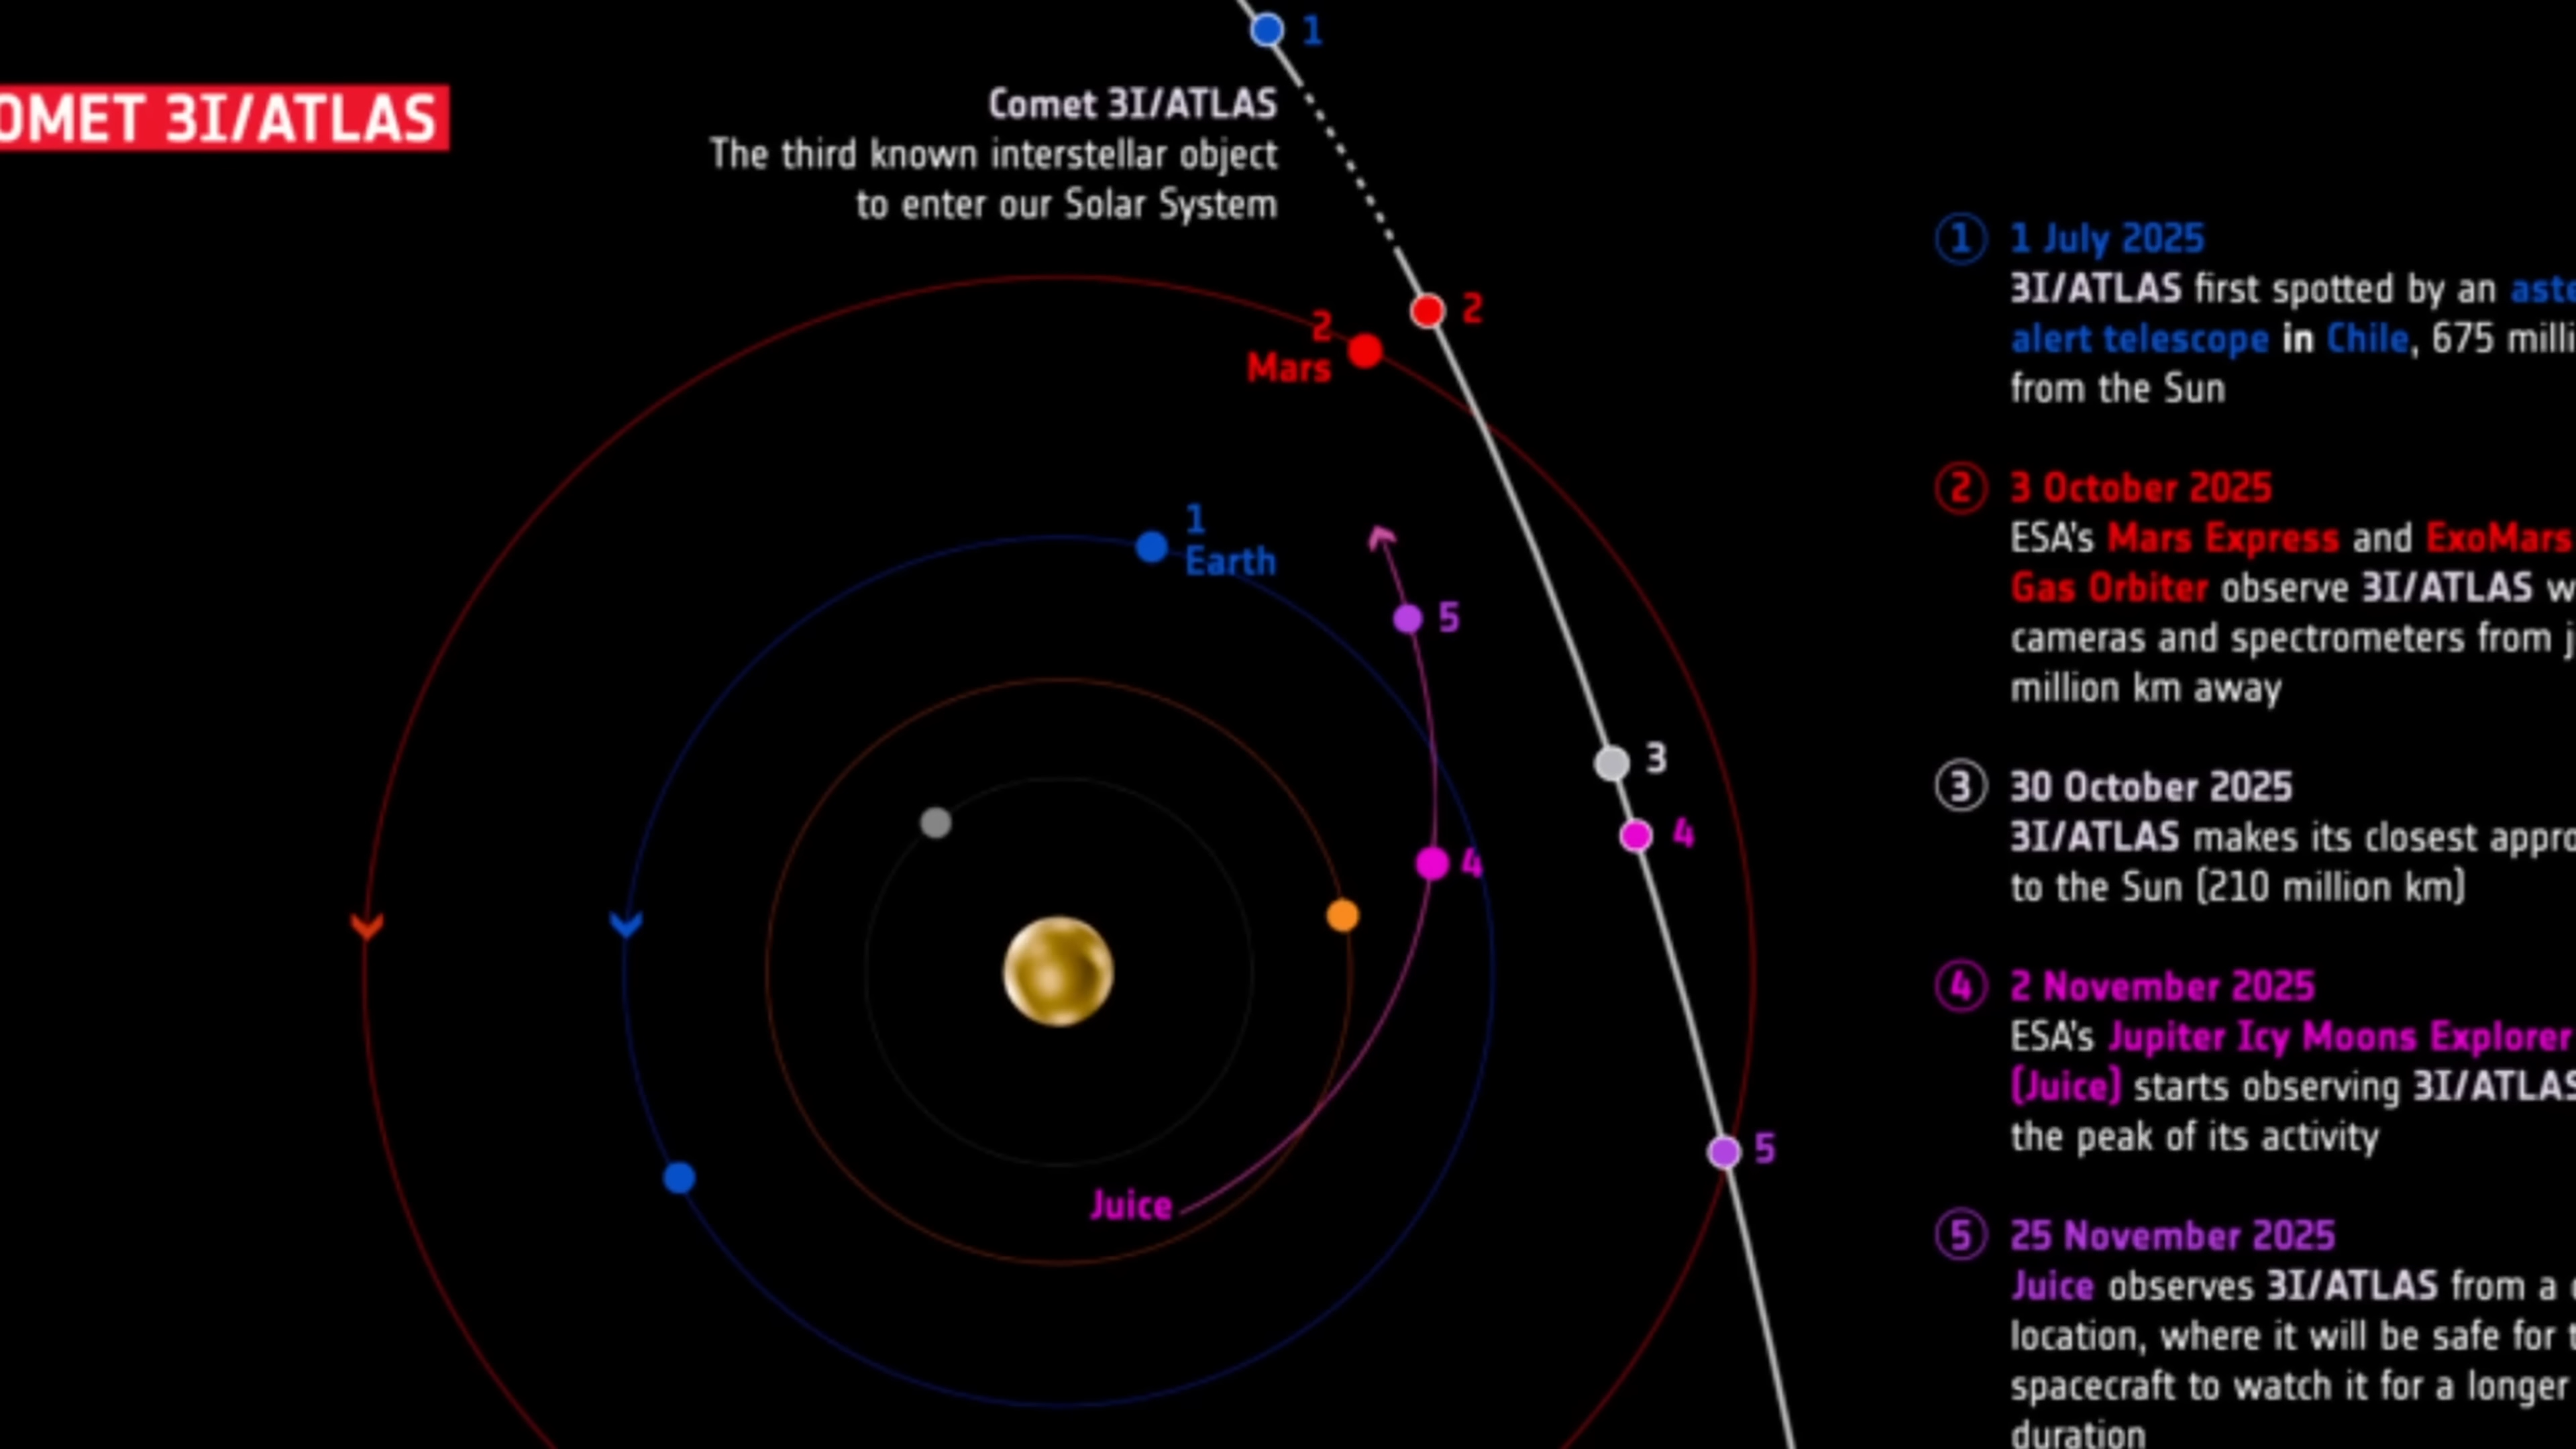 OMET 3I/ATLAS
1
Comet 3I/ATLAS
The third known interstellar object
to enter our Solar System
2
2
Mars
1
Earth
5
3
4
4
5
Juice
1 1 July 2025
3I/ATLAS first spotted by an aste
alert telescope in Chile, 675 milli
from the Sun
2 3 October 2025
ESA's Mars Express and ExoMars
Gas Orbiter observe 3I/ATLAS w
cameras and spectrometers from j
million km away
3 30 October 2025
3I/ATLAS makes its closest appro
to the Sun (210 million km)
4 2 November 2025
ESA's Jupiter Icy Moons Explorer
(Juice) starts observing 3I/ATLAS
the peak of its activity
5 25 November 2025
Juice observes 3I/ATLAS from a
location, where it will be safe for t
spacecraft to watch it for a longer
duration